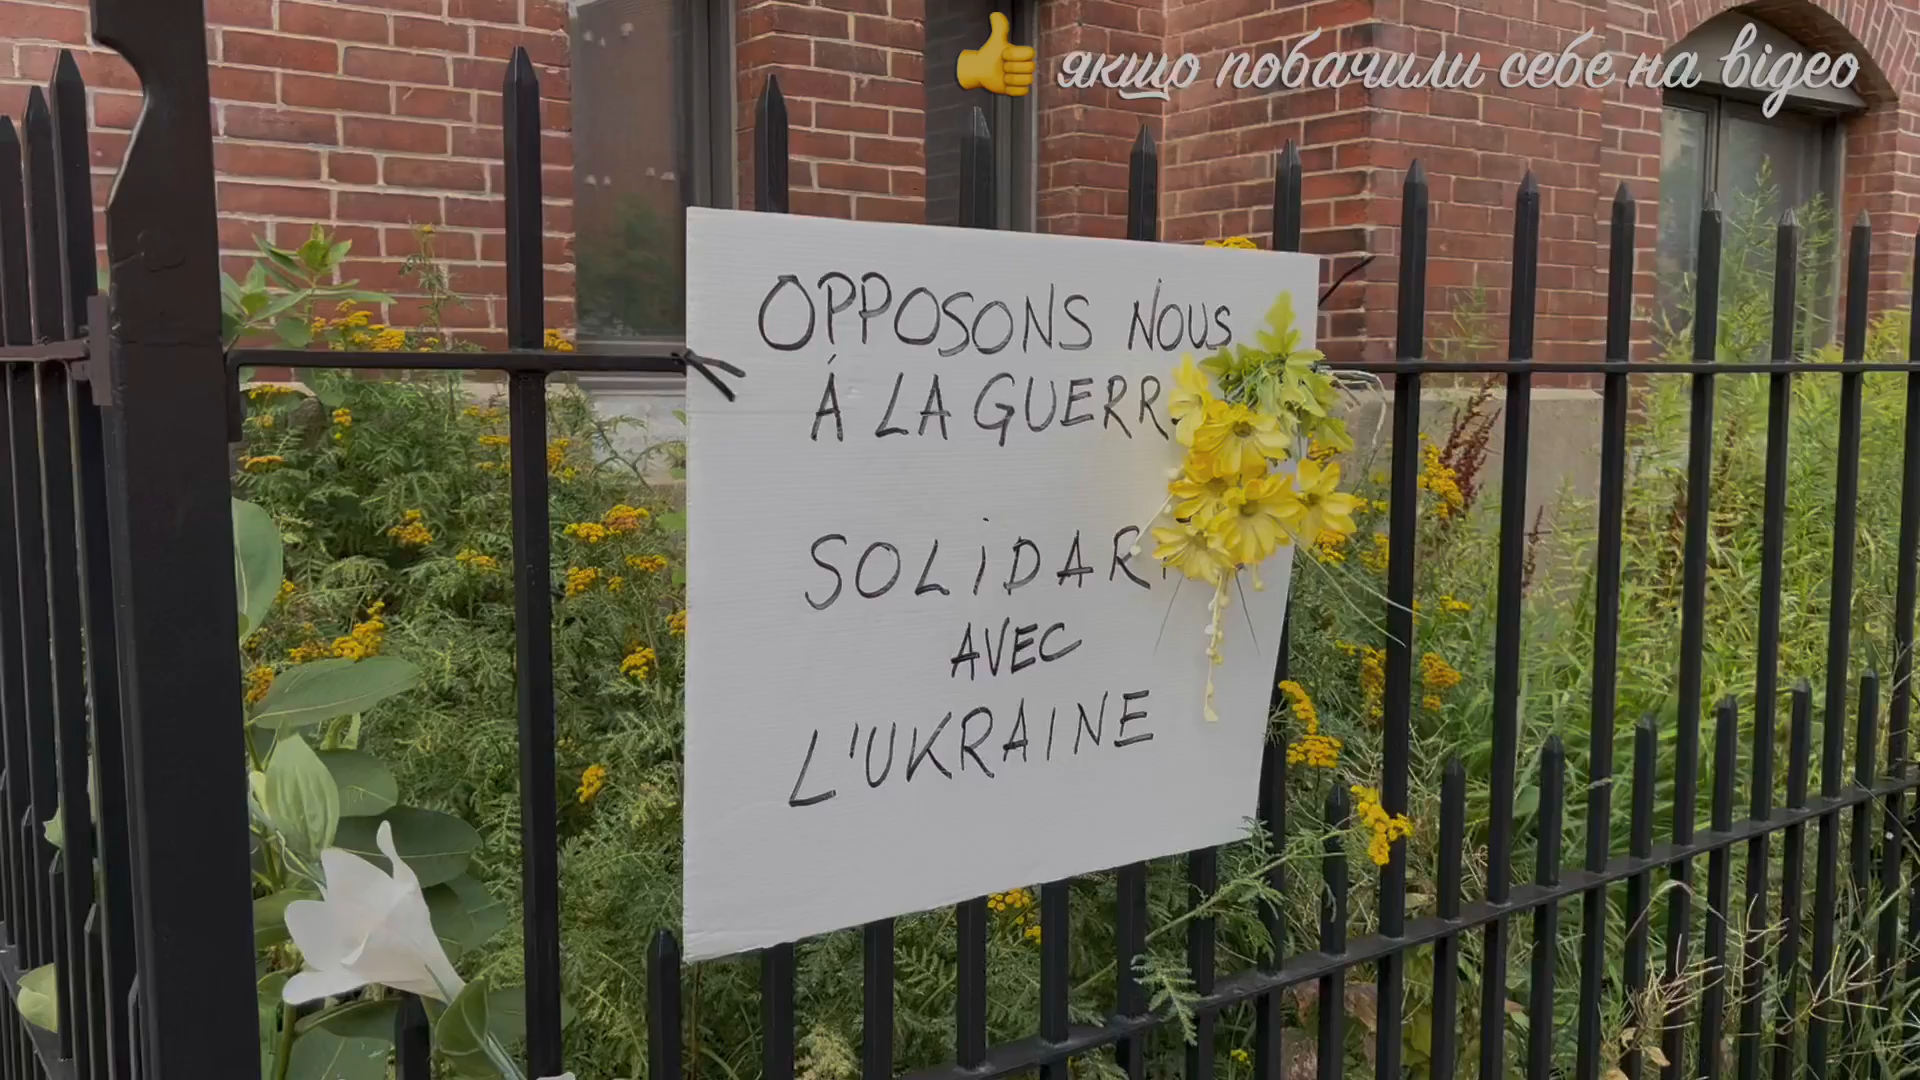 👍 якщо побачили себе на відео
OPPOSONS NOUS
Á LA GUERR
SOLIDAR
AVEC
L'UKRAINE